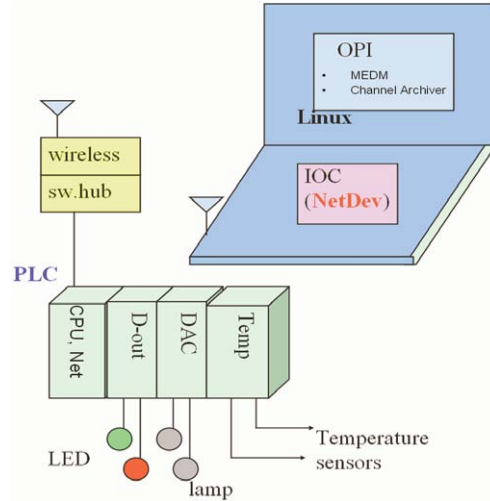 OPI
• MEDM
• Channel Archiver
Linux
wireless
sw.hub
IOC
(NetDev)
PLC
CPU, Net
D-out
DAC
Temp
LED
lamp
Temperature
sensors